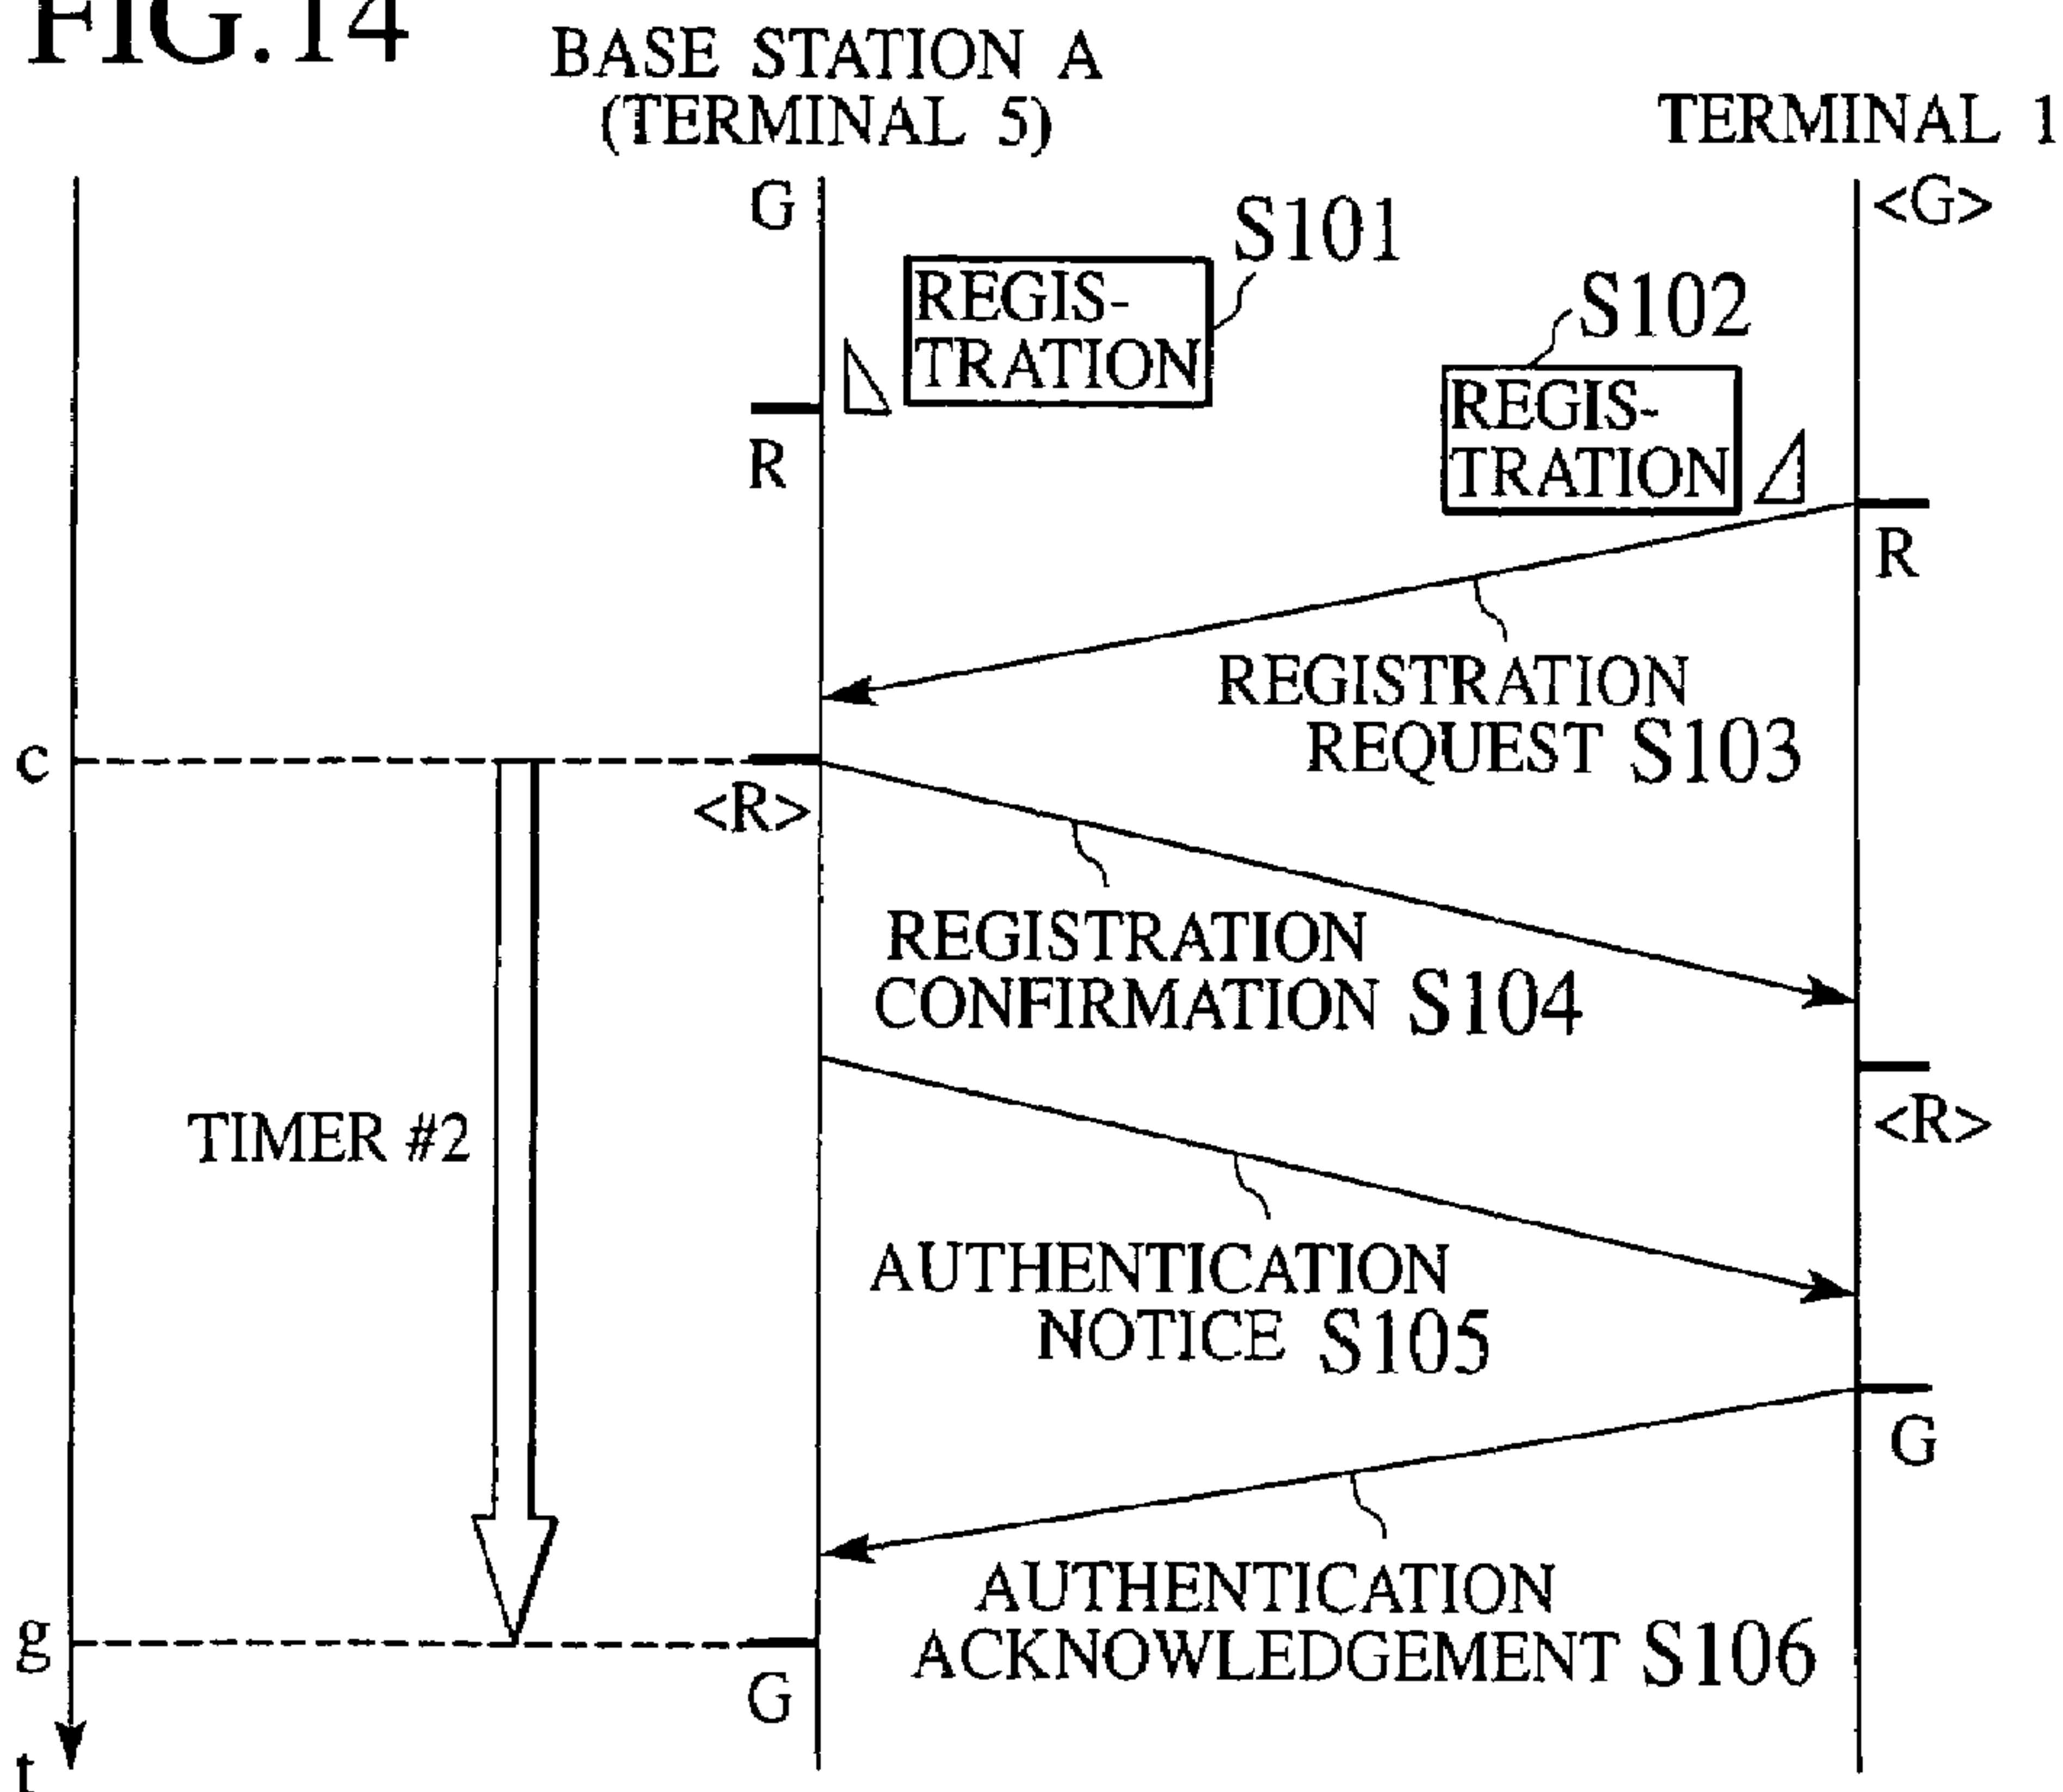 FIG.14
BASE STATION A
(TERMINAL 5)
TERMINAL 1
G
<G>
S101
REGIS-
TRATION
S102
REGIS-
TRATION
R
R
REGISTRATION
REQUEST S103
c
<R>
REGISTRATION
CONFIRMATION S104
<R>
TIMER #2
AUTHENTICATION
NOTICE S105
G
AUTHENTICATION
ACKNOWLEDGEMENT S106
g
G
t